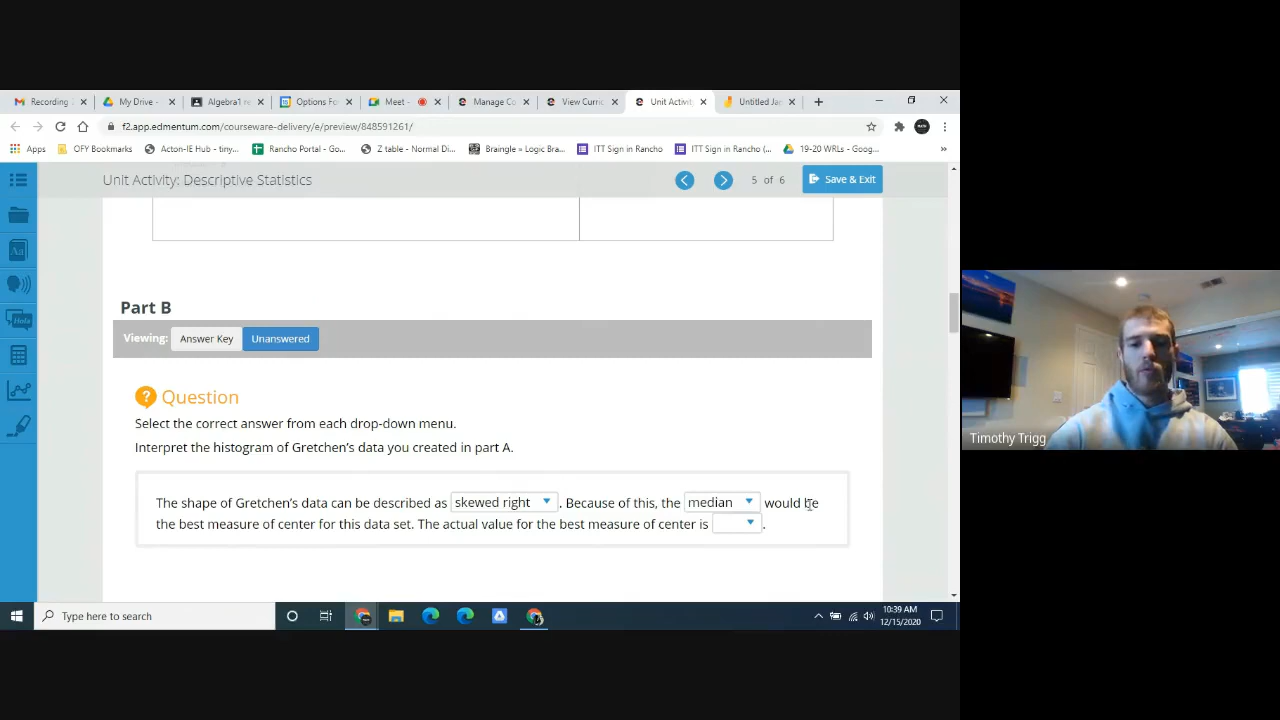 Recording
My Drive -
Algebra1 re
Options Fo
Meet -
Manage Co
View Curri
Unit Activi
Untitled Ja
f2.app.edmentum.com/courseware-delivery/e/preview/848591261/
Apps
OFY Bookmarks
Acton-IE Hub - tiny...
Rancho Portal - Go...
Z table - Normal Di...
Braingle » Logic Bra...
ITT Sign in Rancho
ITT Sign in Rancho (...
19-20 WRLs - Goog...
»
Unit Activity: Descriptive Statistics
5 of 6
Save & Exit
Aa
Hola
Part B
Viewing:
Answer Key
Unanswered
? Question
Select the correct answer from each drop-down menu.
Interpret the histogram of Gretchen's data you created in part A.
The shape of Gretchen's data can be described as skewed right . Because of this, the median would be
the best measure of center for this data set. The actual value for the best measure of center is .
Timothy Trigg
Type here to search
10:39 AM
12/15/2020